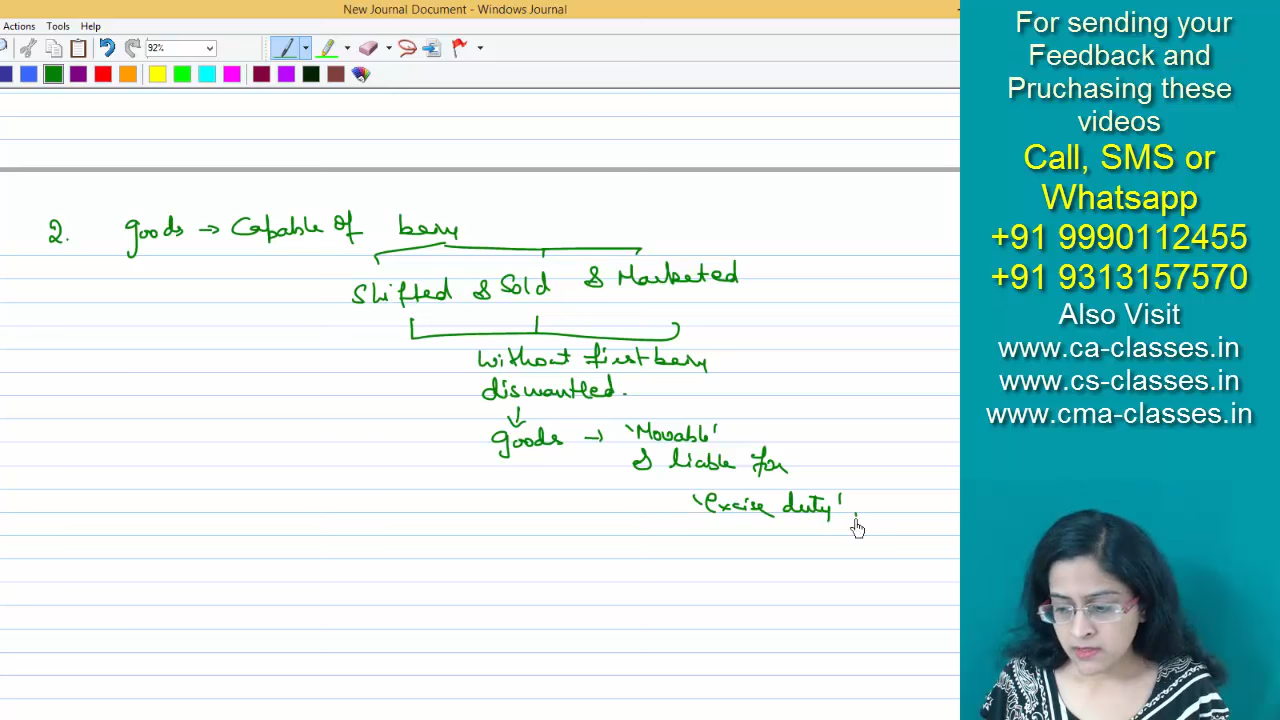 New Journal Document - Windows Journal
Actions Tools Help
92%
2. goods → Capable of being
Shifted & Sold & Marketed
without first being
dismantled.
goods → 'Movable'
& liable for
'excise duty'.
For sending your
Feedback and
Pruchasing these
videos
Call, SMS or
Whatsapp
+91 9990112455
+91 9313157570
Also Visit
www.ca-classes.in
www.cs-classes.in
www.cma-classes.in